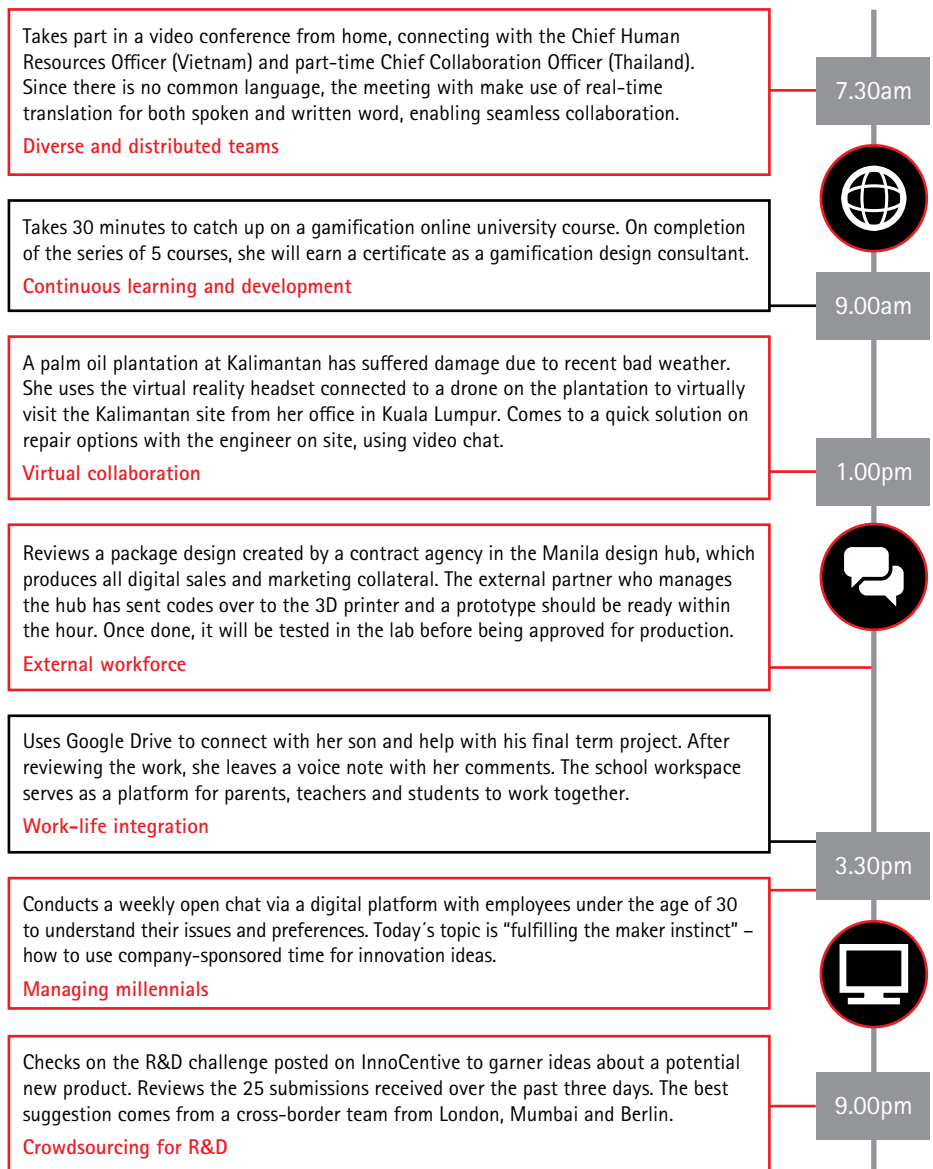 Takes part in a video conference from home, connecting with the Chief Human
Resources Officer (Vietnam) and part-time Chief Collaboration Officer (Thailand).
Since there is no common language, the meeting with make use of real-time
translation for both spoken and written word, enabling seamless collaboration.
Diverse and distributed teams
7.30am
Takes 30 minutes to catch up on a gamification online university course. On completion
of the series of 5 courses, she will earn a certificate as a gamification design consultant.
Continuous learning and development
9.00am
A palm oil plantation at Kalimantan has suffered damage due to recent bad weather.
She uses the virtual reality headset connected to a drone on the plantation to virtually
visit the Kalimantan site from her office in Kuala Lumpur. Comes to a quick solution on
repair options with the engineer on site, using video chat.
Virtual collaboration
1.00pm
Reviews a package design created by a contract agency in the Manila design hub, which
produces all digital sales and marketing collateral. The external partner who manages
the hub has sent codes over to the 3D printer and a prototype should be ready within
the hour. Once done, it will be tested in the lab before being approved for production.
External workforce
Uses Google Drive to connect with her son and help with his final term project. After
reviewing the work, she leaves a voice note with her comments. The school workspace
serves as a platform for parents, teachers and students to work together.
Work-life integration
3.30pm
Conducts a weekly open chat via a digital platform with employees under the age of 30
to understand their issues and preferences. Today´s topic is “fulfilling the maker instinct” –
how to use company-sponsored time for innovation ideas.
Managing millennials
Checks on the R&D challenge posted on InnoCentive to garner ideas about a potential
new product. Reviews the 25 submissions received over the past three days. The best
suggestion comes from a cross-border team from London, Mumbai and Berlin.
Crowdsourcing for R&D
9.00pm